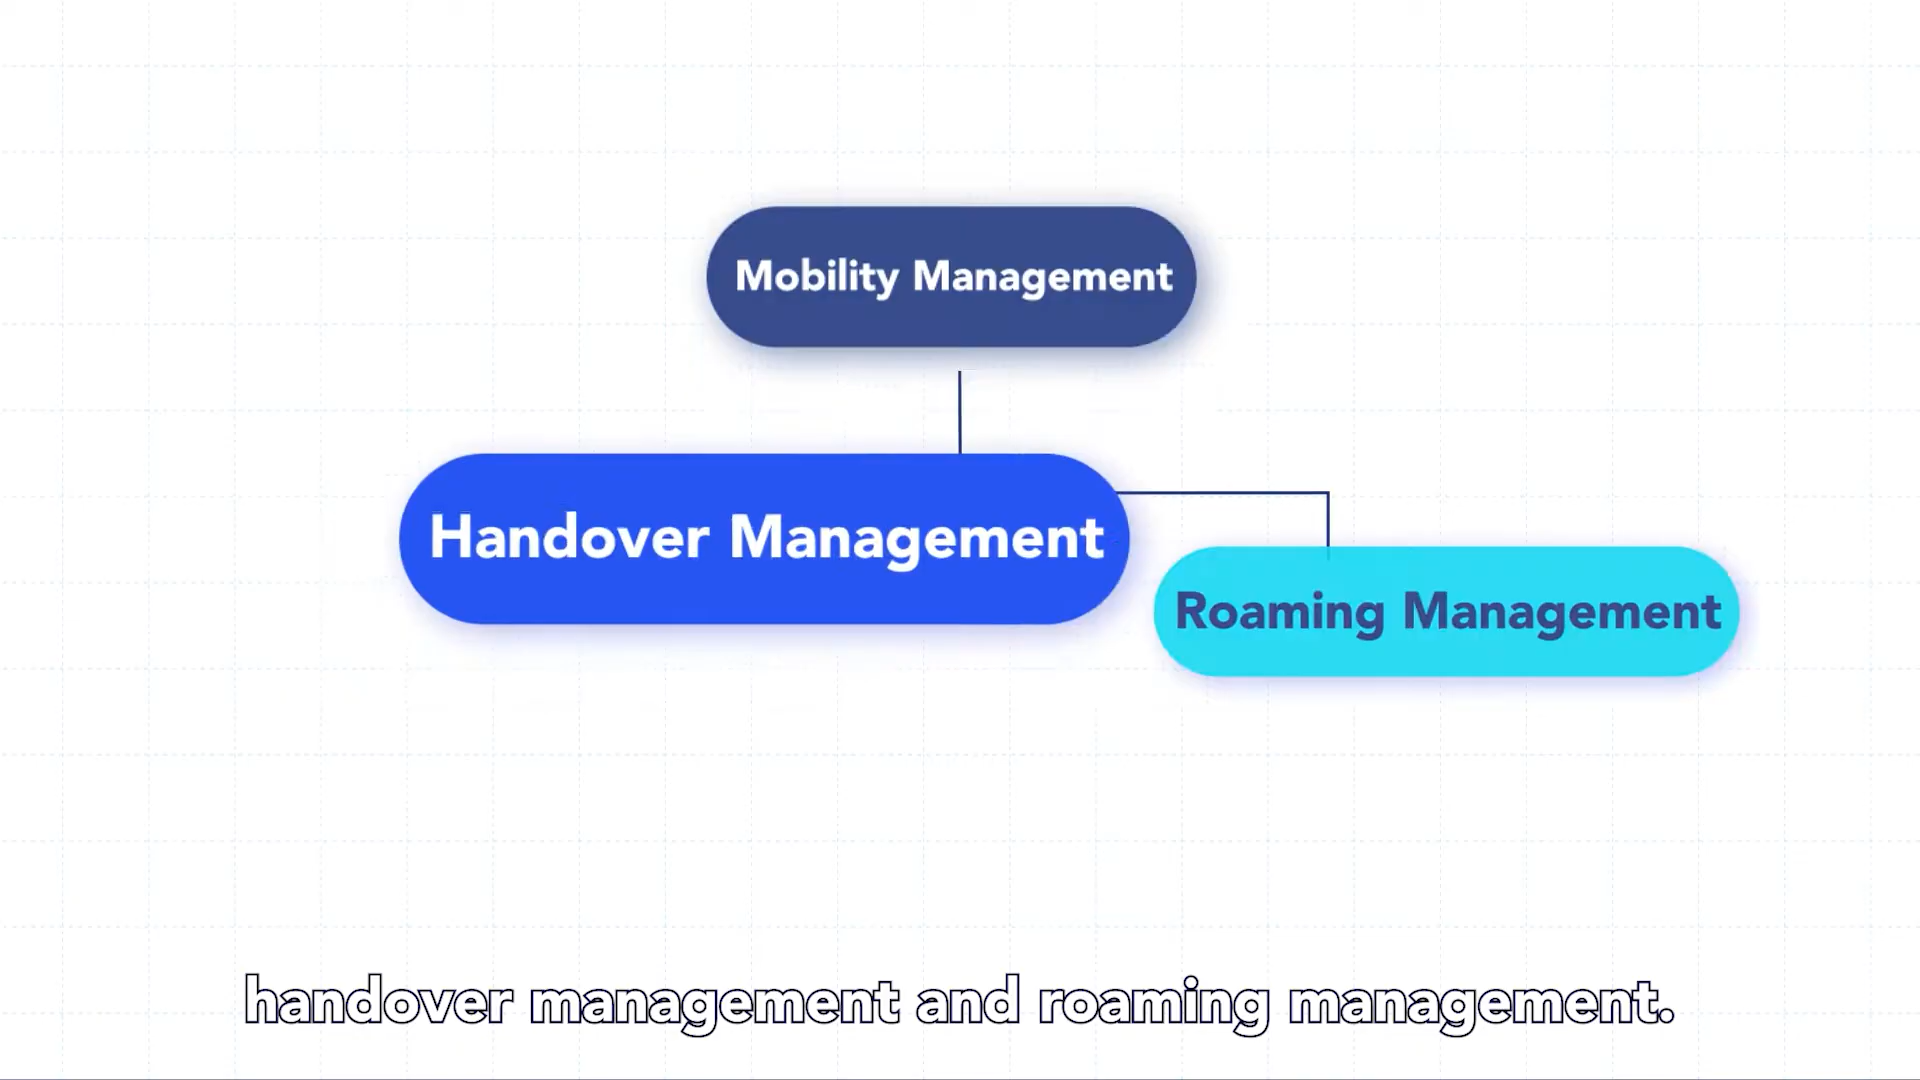 Mobility Management
Handover Management
Roaming Management
handover management and roaming management.